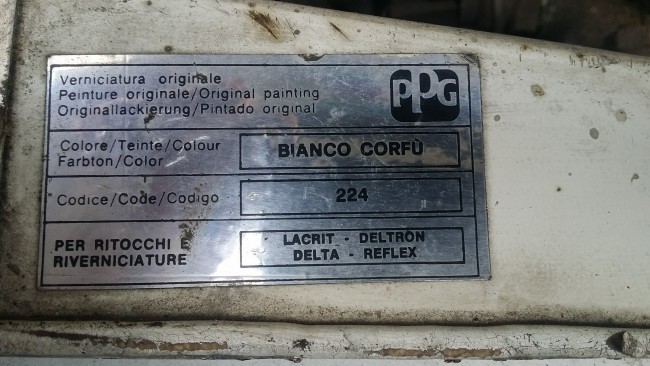 Verniciatura originale
Peinture originale/Original painting
Originallackierung/Pintado original
PPG
Colore/Teinte/Colour
Farbton/Color
BIANCO CORFÙ
Codice/Code/Codigo
224
PER RITOCCHI E
RIVERNICIATURE
LACRIT - DELTRON
DELTA - REFLEX